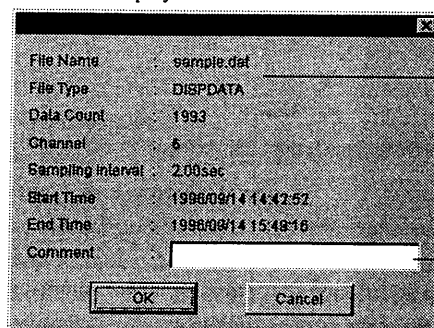 File Name : sample.dat
File Type : DISPDATA
Data Count : 1993
Channel : 6
Sampling Interval : 2.00sec
Start Time : 1996/09/14 14:42:52
End Time : 1996/09/14 15:49:16
Comment :
OK Cancel